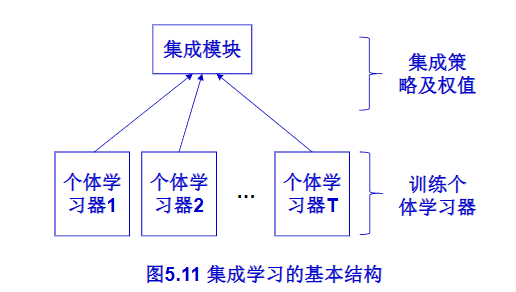 集成模块
集成策
略及权值
个体学
习器1
个体学
习器2
...
个体学
习器T
训练个
体学习器
图5.11 集成学习的基本结构